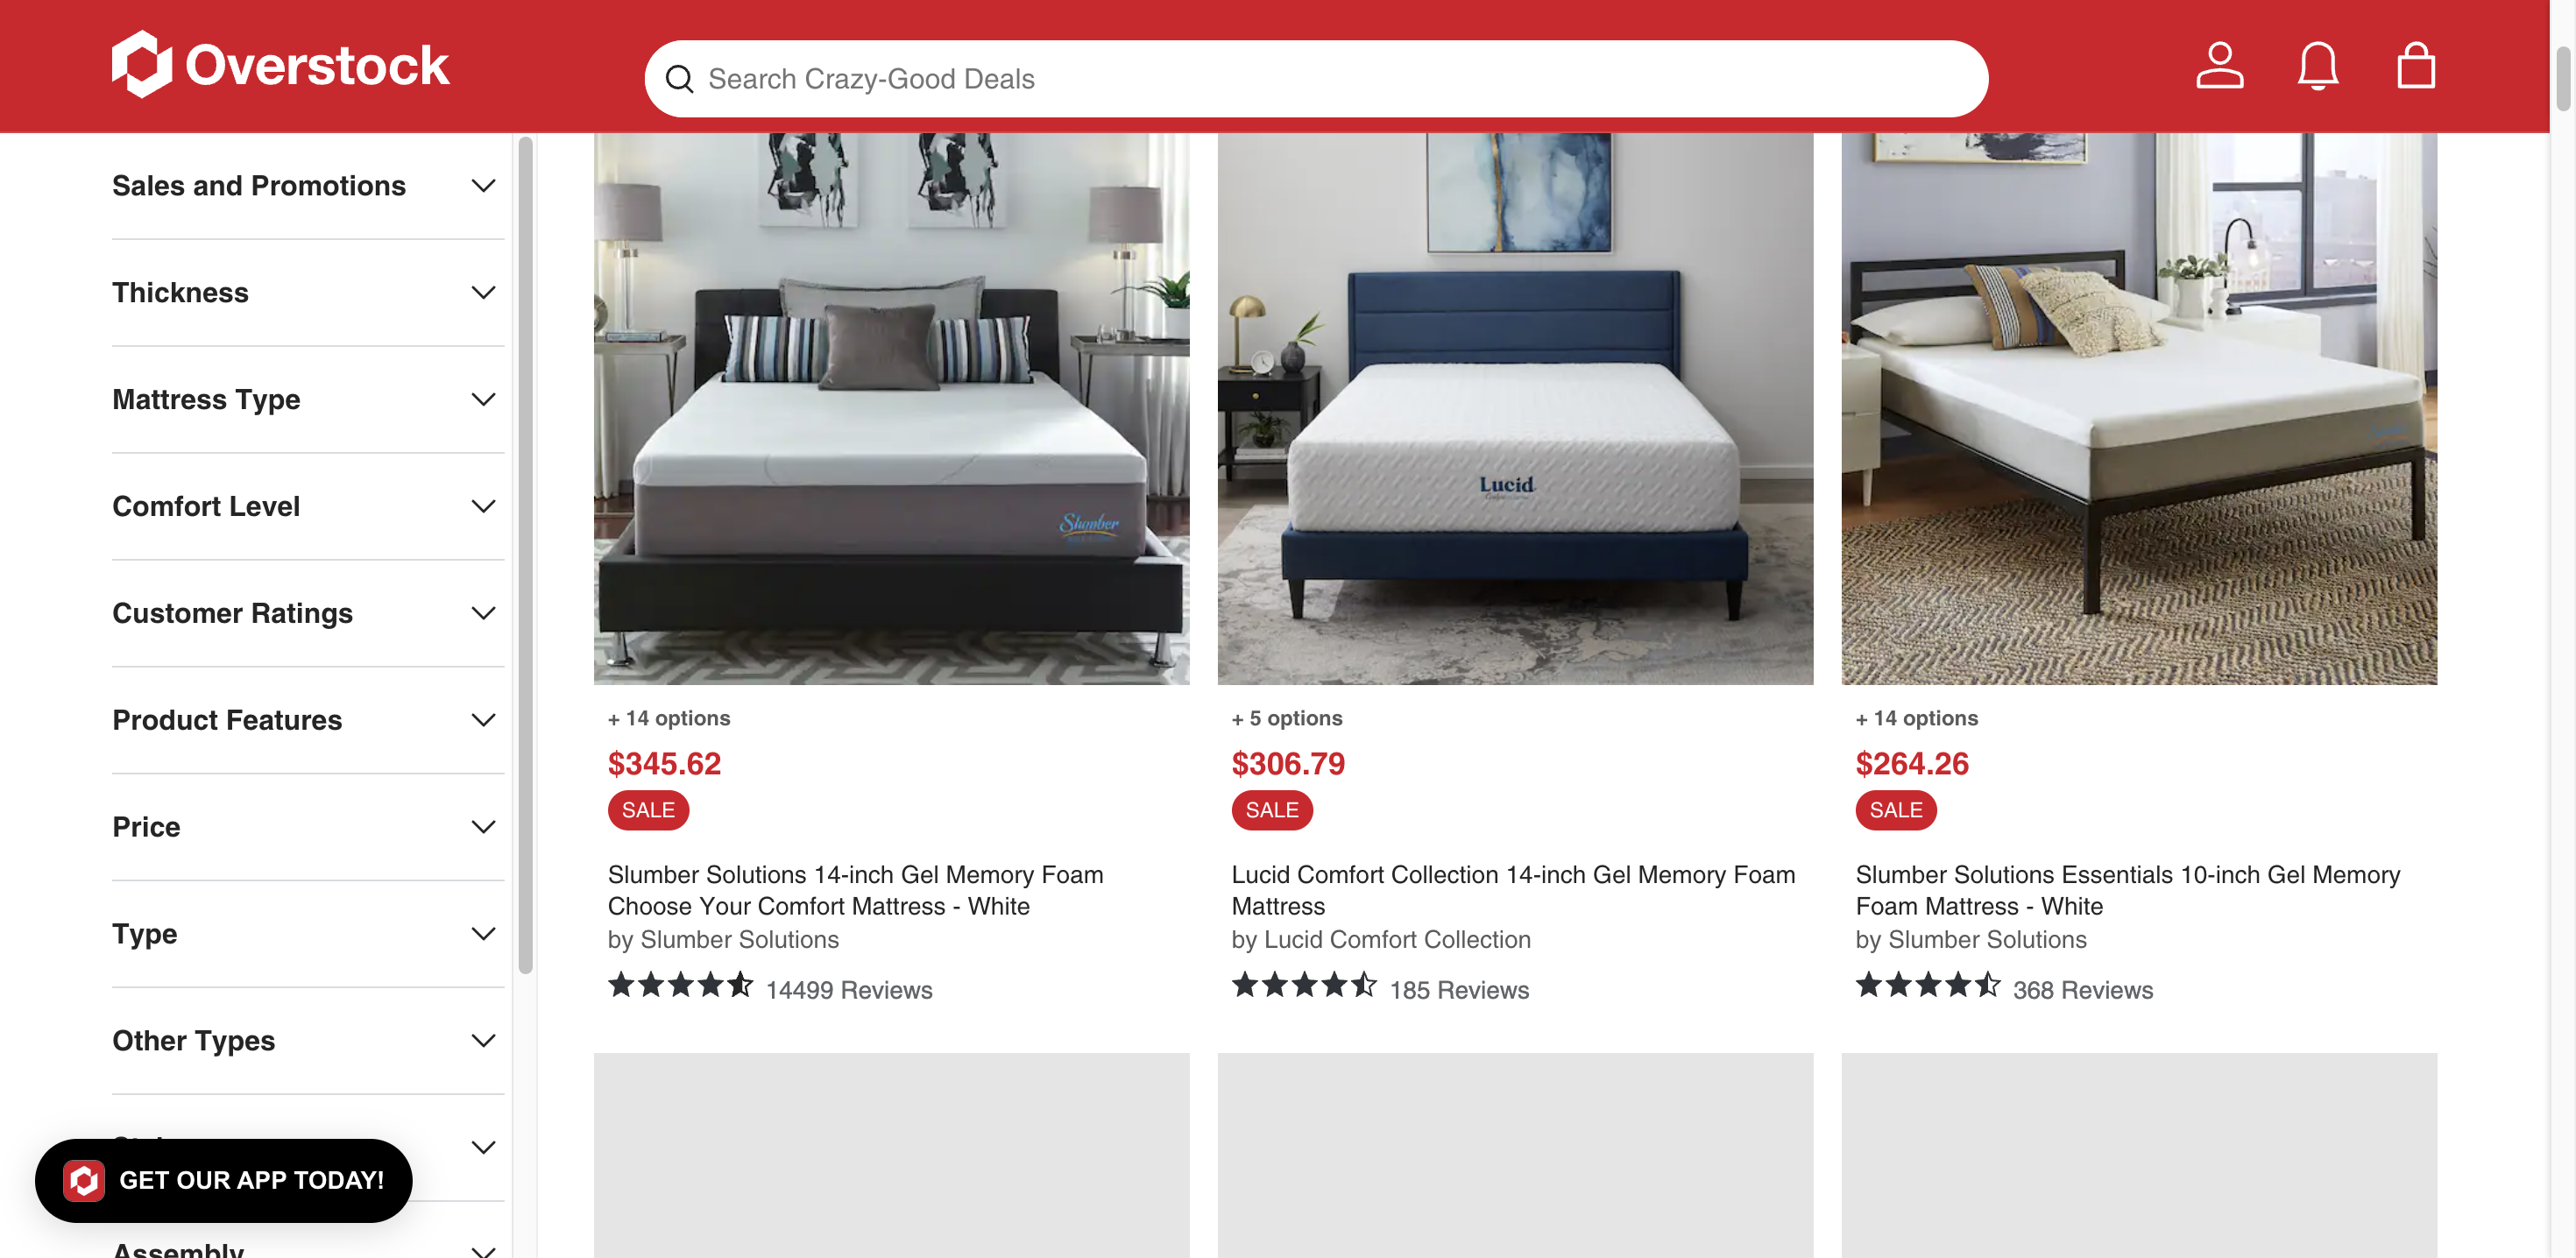 Overstock
Search Crazy-Good Deals
Sales and Promotions
Thickness
Mattress Type
Comfort Level
Customer Ratings
Product Features
Price
Type
Other Types
GET OUR APP TODAY!
Assembly
Slumber
+ 14 options
$345.62
SALE
Slumber Solutions 14-inch Gel Memory Foam
Choose Your Comfort Mattress - White
by Slumber Solutions
14499 Reviews
Lucid
+ 5 options
$306.79
SALE
Lucid Comfort Collection 14-inch Gel Memory Foam
Mattress
by Lucid Comfort Collection
185 Reviews
+ 14 options
$264.26
SALE
Slumber Solutions Essentials 10-inch Gel Memory
Foam Mattress - White
by Slumber Solutions
368 Reviews